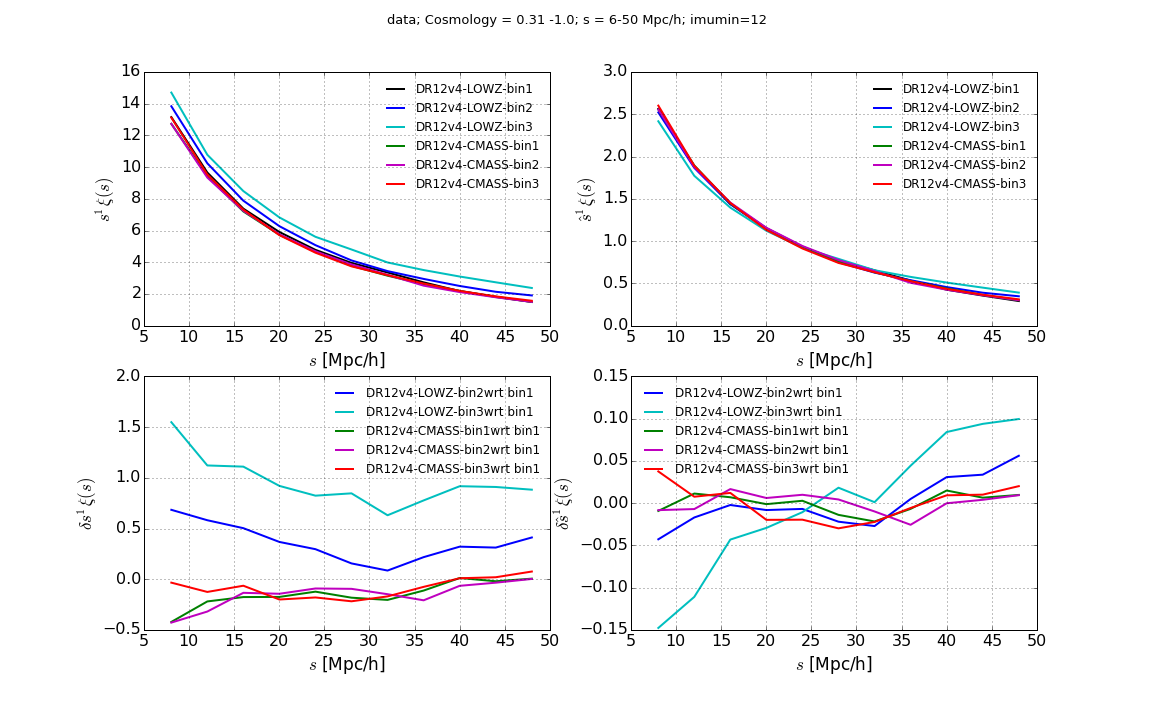 data; Cosmology = 0.31 -1.0; s = 6-50 Mpc/h; imumin=12
16
14
12
10
8
6
4
2
0
5 10 15 20 25 30 35 40 45 50
s¹ ξ(s)
s [Mpc/h]
DR12v4-LOWZ-bin1
DR12v4-LOWZ-bin2
DR12v4-LOWZ-bin3
DR12v4-CMASS-bin1
DR12v4-CMASS-bin2
DR12v4-CMASS-bin3
3.0
2.5
2.0
1.5
1.0
0.5
0.0
5 10 15 20 25 30 35 40 45 50
ŝ¹ ξ(s)
s [Mpc/h]
DR12v4-LOWZ-bin1
DR12v4-LOWZ-bin2
DR12v4-LOWZ-bin3
DR12v4-CMASS-bin1
DR12v4-CMASS-bin2
DR12v4-CMASS-bin3
2.0
1.5
1.0
0.5
0.0
−0.5
5 10 15 20 25 30 35 40 45 50
δs¹ ξ(s)
s [Mpc/h]
DR12v4-LOWZ-bin2wrt bin1
DR12v4-LOWZ-bin3wrt bin1
DR12v4-CMASS-bin1wrt bin1
DR12v4-CMASS-bin2wrt bin1
DR12v4-CMASS-bin3wrt bin1
0.15
0.10
0.05
0.00
−0.05
−0.10
−0.15
5 10 15 20 25 30 35 40 45 50
δŝ¹ ξ(s)
s [Mpc/h]
DR12v4-LOWZ-bin2wrt bin1
DR12v4-LOWZ-bin3wrt bin1
DR12v4-CMASS-bin1wrt bin1
DR12v4-CMASS-bin2wrt bin1
DR12v4-CMASS-bin3wrt bin1